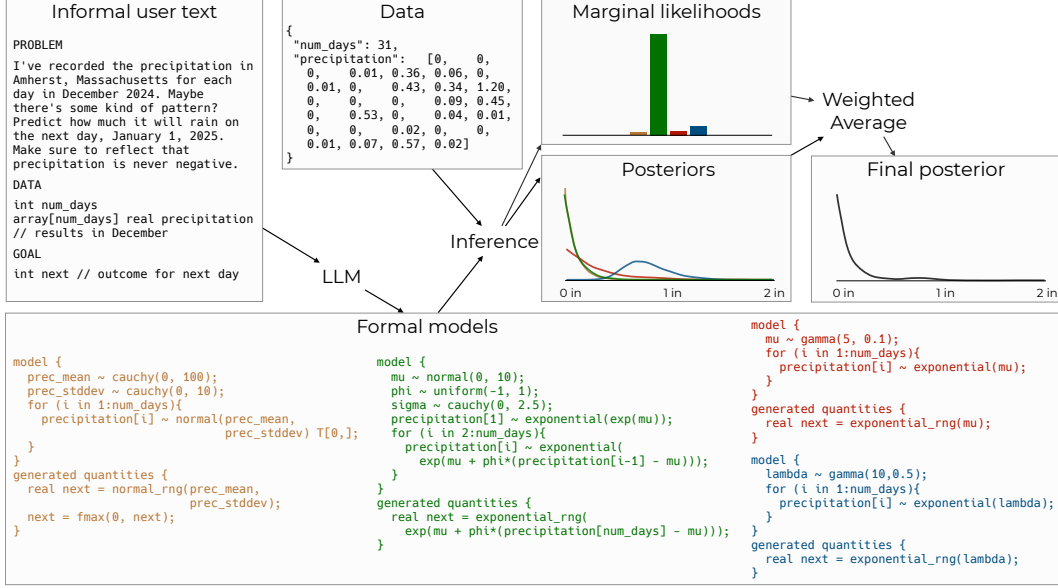 Informal user text
PROBLEM
I've recorded the precipitation in
Amherst, Massachusetts for each
day in December 2024. Maybe
there's some kind of pattern?
Predict how much it will rain on
the next day, January 1, 2025.
Make sure to reflect that
precipitation is never negative.
DATA
int num_days
array[num_days] real precipitation
// results in December
GOAL
int next // outcome for next day
Data
{
"num_days": 31,
"precipitation": [0, 0,
0, 0.01, 0.36, 0.06, 0,
0.01, 0, 0.43, 0.34, 1.20,
0, 0, 0, 0.09, 0.45,
0, 0.53, 0, 0.04, 0.01,
0, 0, 0.02, 0, 0,
0.01, 0.07, 0.57, 0.02]
}
Marginal likelihoods
Weighted
Average
Posteriors
0 in 1 in 2 in
Final posterior
0 in 1 in 2 in
Inference
LLM
Formal models
model {
prec_mean ~ cauchy(0, 100);
prec_stddev ~ cauchy(0, 10);
for (i in 1:num_days){
precipitation[i] ~ normal(prec_mean,
prec_stddev) T[0,];
}
}
generated quantities {
real next = normal_rng(prec_mean,
prec_stddev);
next = fmax(0, next);
}
model {
mu ~ normal(0, 10);
phi ~ uniform(-1, 1);
sigma ~ cauchy(0, 2.5);
precipitation[1] ~ exponential(exp(mu));
for (i in 2:num_days){
precipitation[i] ~ exponential(
exp(mu + phi*(precipitation[i-1] - mu)));
}
}
generated quantities {
real next = exponential_rng(
exp(mu + phi*(precipitation[num_days] - mu)));
}
model {
mu ~ gamma(5, 0.1);
for (i in 1:num_days){
precipitation[i] ~ exponential(mu);
}
}
generated quantities {
real next = exponential_rng(mu);
}
model {
lambda ~ gamma(10,0.5);
for (i in 1:num_days){
precipitation[i] ~ exponential(lambda);
}
}
generated quantities {
real next = exponential_rng(lambda);
}